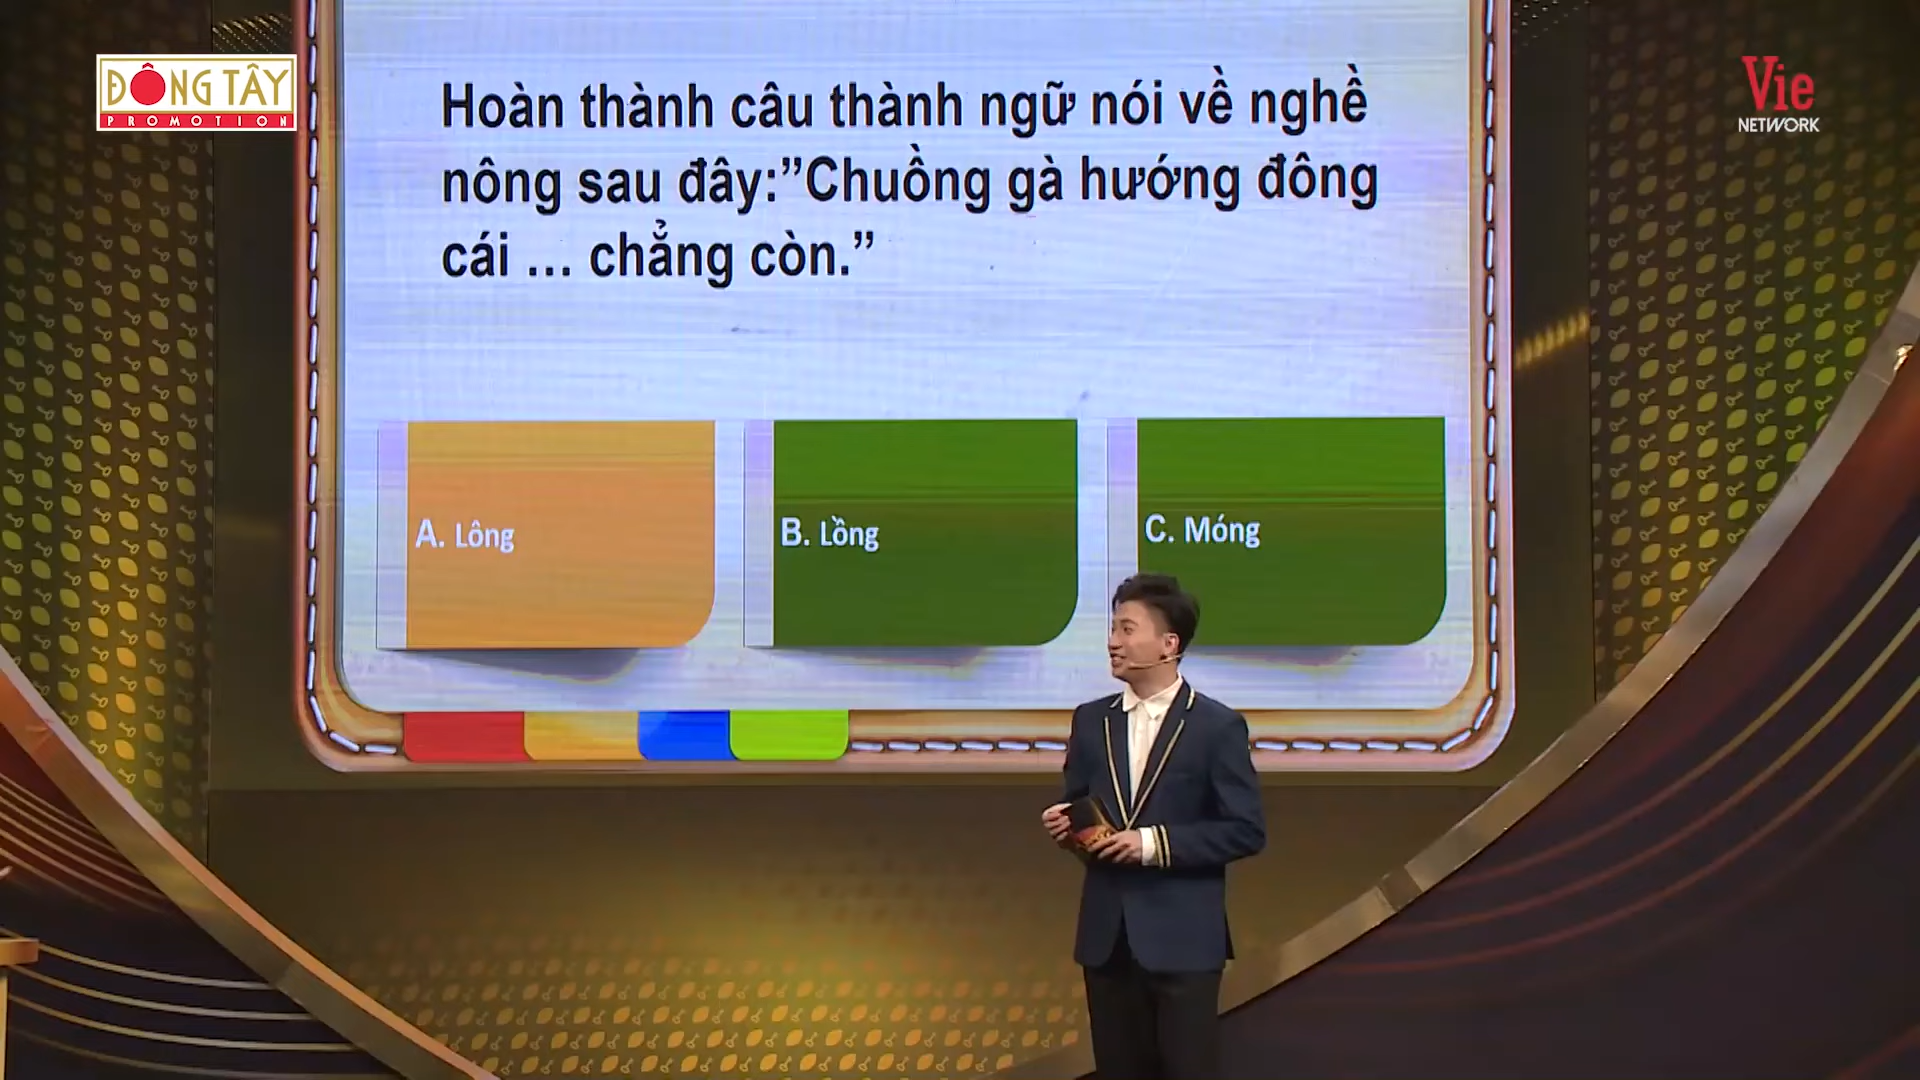 ĐÔNG TÂY
PROMOTION
Vie
NETWORK
Hoàn thành câu thành ngữ nói về nghề
nông sau đây:”Chuồng gà hướng đông
cái ... chẳng còn.”
A. Lông
B. Lồng
C. Móng